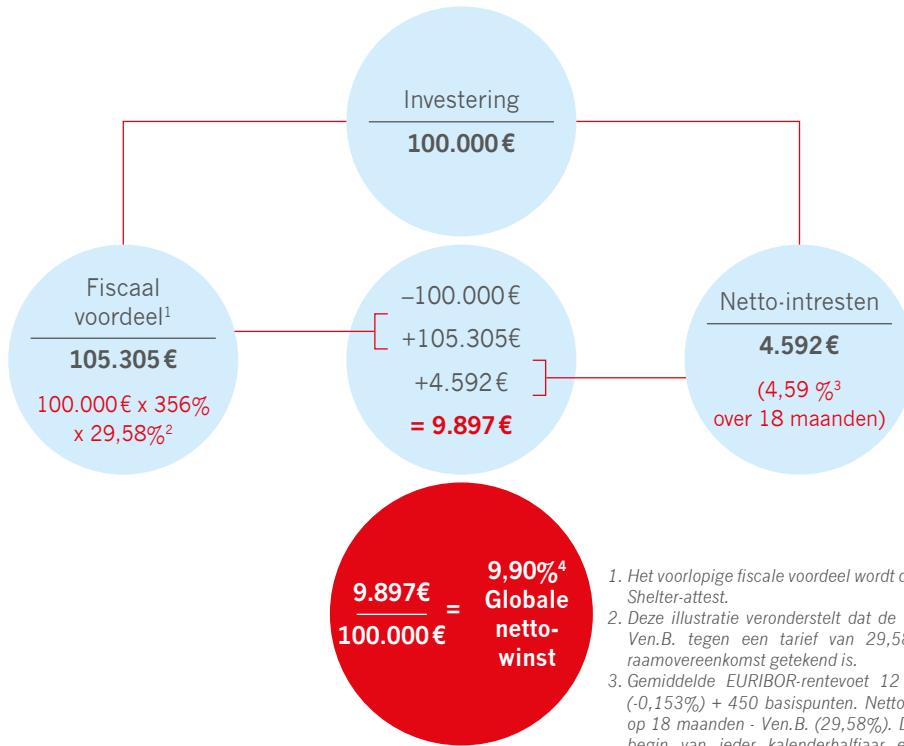 Investering
100.000 €
Fiscaal
voordeel¹
105.305 €
100.000 € x 356%
x 29,58%²
–100.000 €
+105.305€
+4.592 €
= 9.897 €
Netto-intresten
4.592 €
(4,59 %³
over 18 maanden)
9.897€
100.000 €
=
9,90%⁴
Globale
netto-
winst
1. Het voorlopige fiscale voordeel wordt
Shelter-attest.
2. Deze illustratie veronderstelt dat de
Ven.B. tegen een tarief van
raamovereenkomst getekend is.
3. Gemiddelde EURIBOR-rentevoet 12
(-0,153%) + 450 basispunten. Netto
op 18 maanden - Ven.B. (29,58%).
begin van ieder kalenderhalfjaar